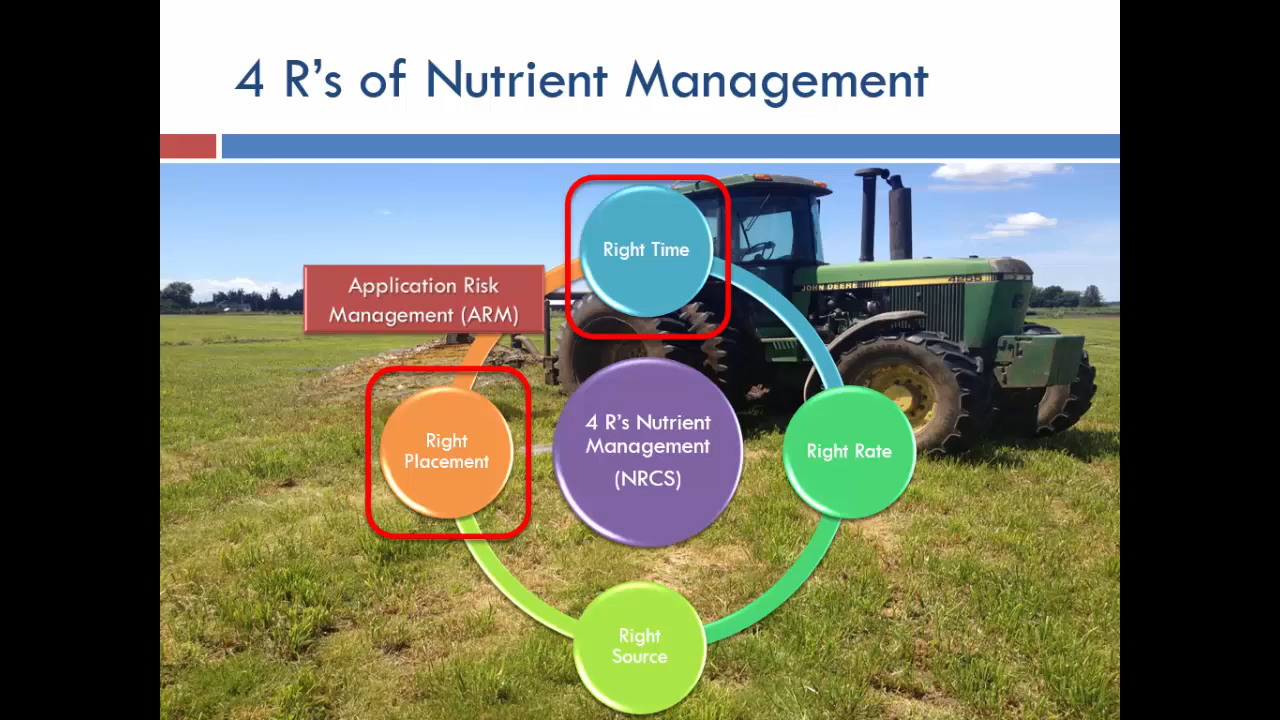 4 R's of Nutrient Management
Right Time
Application Risk
Management (ARM)
JOHN DEERE
4255
Right
Placement
4 R's Nutrient
Management
(NRCS)
Right Rate
Right
Source